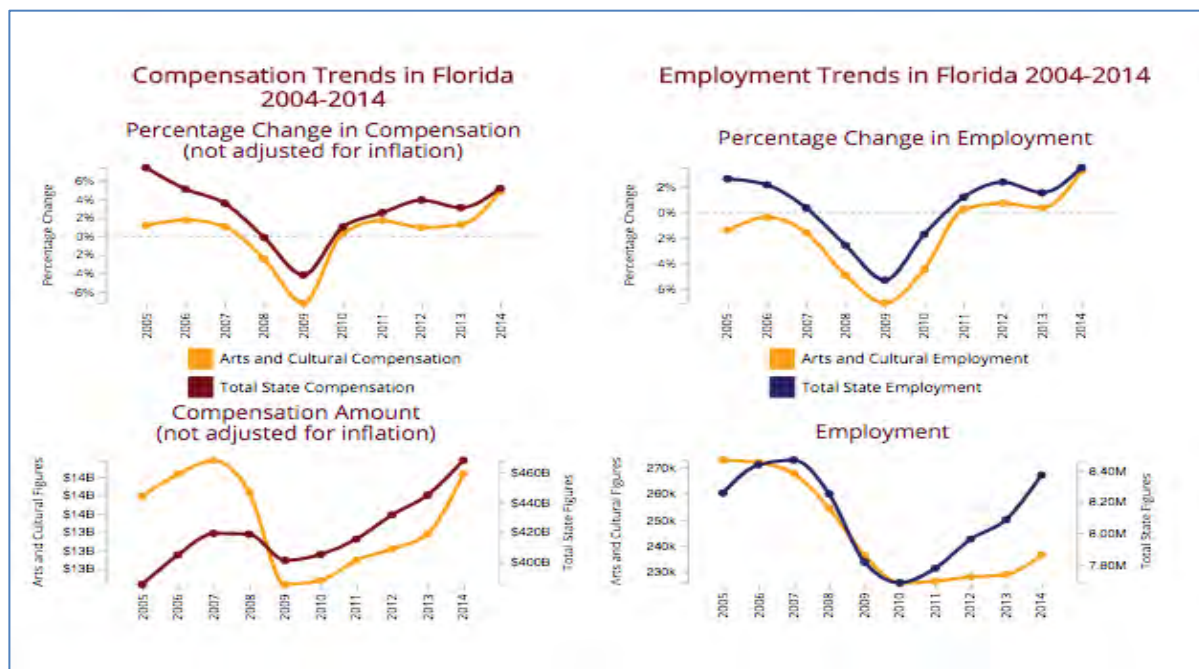 Compensation Trends in Florida
2004-2014
Percentage Change in Compensation
(not adjusted for inflation)
Percentage Change
6%
4%
2%
0%
-2%
-4%
-6%
2005
2006
2007
2008
2009
2010
2011
2012
2013
2014
Arts and Cultural Compensation
Total State Compensation
Compensation Amount
(not adjusted for inflation)
Arts and Cultural Figures
$14B
$14B
$14B
$13B
$13B
$13B
$460B
$440B
$420B
$400B
Total State Figures
2005
2006
2007
2008
2009
2010
2011
2012
2013
2014
Employment Trends in Florida 2004-2014
Percentage Change in Employment
Percentage Change
2%
0%
-2%
-4%
-6%
2005
2006
2007
2008
2009
2010
2011
2012
2013
2014
Arts and Cultural Employment
Total State Employment
Employment
Arts and Cultural Figures
270k
260k
250k
240k
230k
8.40M
8.20M
8.00M
7.80M
Total State Figures
2005
2006
2007
2008
2009
2010
2011
2012
2013
2014